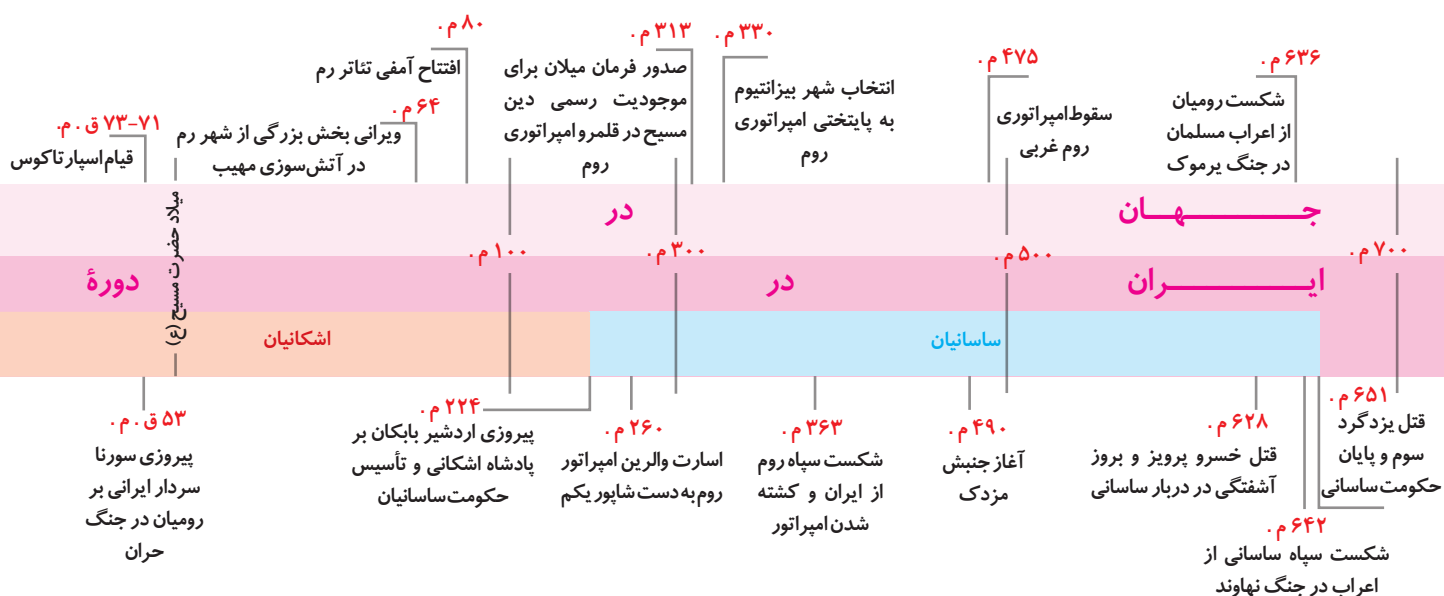 ۷۳-۷۱ ق.م.
قیام اسپارتاکوس
میلاد حضرت مسیح (ع)
۶۴ م.
ویرانی بخش بزرگی از شهر رم
در آتش‌سوزی مهیب
۸۰ م.
افتتاح آمفی تئاتر رم
۳۱۳ م.
صدور فرمان میلان برای
موجودیت رسمی دین
مسیح در قلمرو امپراتوری
روم
۳۳۰ م.
انتخاب شهر بیزانتیوم
به پایتختی امپراتوری
روم
۴۷۵ م.
سقوط امپراتوری
روم غربی
۶۳۶ م.
شکست رومیان
از اعراب مسلمان
در جنگ یرموک
در جهان
۱۰۰ م.
۳۰۰ م.
۵۰۰ م.
۷۰۰ م.
دورهٔ در ایران
اشکانیان
ساسانیان
۵۳ ق.م.
پیروزی سورنا
سردار ایرانی بر
رومیان در جنگ
حران
۲۲۴ م.
پیروزی اردشیر بابکان بر
پادشاه اشکانی و تأسیس
حکومت ساسانیان
۲۶۰ م.
اسارت والرین امپراتور
روم به دست شاپور یکم
۳۶۳ م.
شکست سپاه روم
از ایران و کشته
شدن امپراتور
۴۹۰ م.
آغاز جنبش
مزدک
۶۲۸ م.
قتل خسرو پرویز و بروز
آشفتگی در دربار ساسانی
۶۴۲ م.
شکست سپاه ساسانی از
اعراب در جنگ نهاوند
۶۵۱ م.
قتل یزدگرد
سوم و پایان
حکومت ساسانی